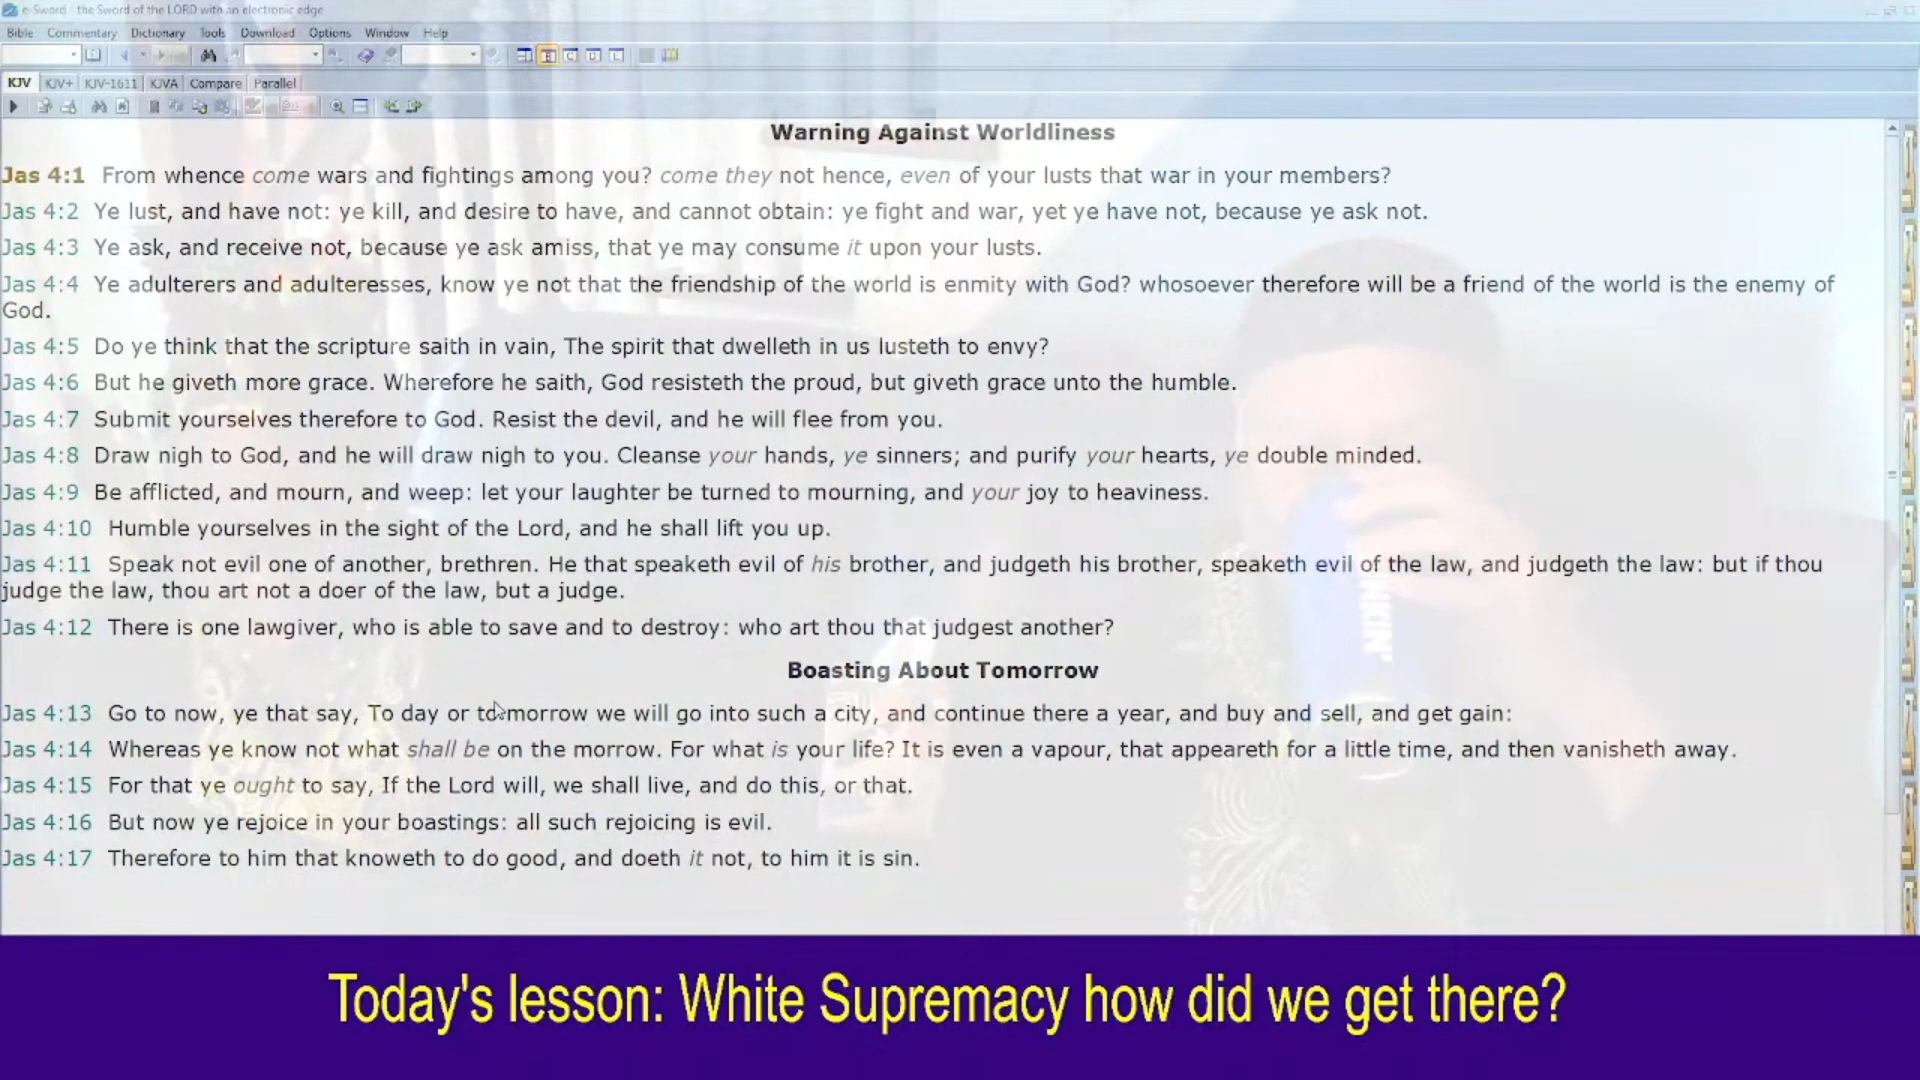 e-Sword - the Sword of the LORD with an electronic edge
Bible Commentary Dictionary Tools Download Options Window Help
KJV KJV+ KJV-1611 KJVA Compare Parallel
Warning Against Worldliness
Jas 4:1 From whence come wars and fightings among you? come they not hence, even of your lusts that war in your members?
Jas 4:2 Ye lust, and have not: ye kill, and desire to have, and cannot obtain: ye fight and war, yet ye have not, because ye ask not.
Jas 4:3 Ye ask, and receive not, because ye ask amiss, that ye may consume it upon your lusts.
Jas 4:4 Ye adulterers and adulteresses, know ye not that the friendship of the world is enmity with God? whosoever therefore will be a friend of the world is the enemy of
God.
Jas 4:5 Do ye think that the scripture saith in vain, The spirit that dwelleth in us lusteth to envy?
Jas 4:6 But he giveth more grace. Wherefore he saith, God resisteth the proud, but giveth grace unto the humble.
Jas 4:7 Submit yourselves therefore to God. Resist the devil, and he will flee from you.
Jas 4:8 Draw nigh to God, and he will draw nigh to you. Cleanse your hands, ye sinners; and purify your hearts, ye double minded.
Jas 4:9 Be afflicted, and mourn, and weep: let your laughter be turned to mourning, and your joy to heaviness.
Jas 4:10 Humble yourselves in the sight of the Lord, and he shall lift you up.
Jas 4:11 Speak not evil one of another, brethren. He that speaketh evil of his brother, and judgeth his brother, speaketh evil of the law, and judgeth the law: but if thou
judge the law, thou art not a doer of the law, but a judge.
Jas 4:12 There is one lawgiver, who is able to save and to destroy: who art thou that judgest another?
Boasting About Tomorrow
Jas 4:13 Go to now, ye that say, To day or tomorrow we will go into such a city, and continue there a year, and buy and sell, and get gain:
Jas 4:14 Whereas ye know not what shall be on the morrow. For what is your life? It is even a vapour, that appeareth for a little time, and then vanisheth away.
Jas 4:15 For that ye ought to say, If the Lord will, we shall live, and do this, or that.
Jas 4:16 But now ye rejoice in your boastings: all such rejoicing is evil.
Jas 4:17 Therefore to him that knoweth to do good, and doeth it not, to him it is sin.
Today's lesson: White Supremacy how did we get there?